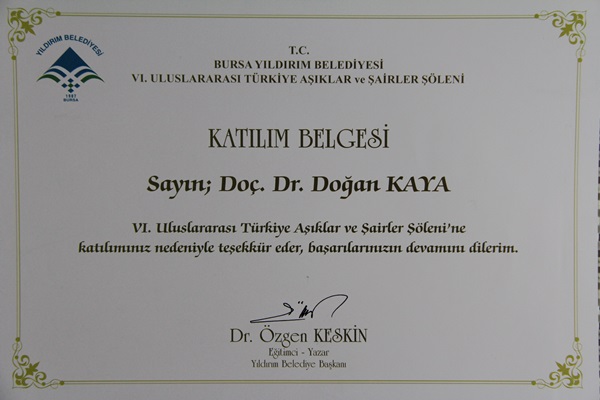 YILDIRIM BELEDİYESİ
1987
BURSA
T.C.
BURSA YILDIRIM BELEDİYESİ
VI. ULUSLARARASI TÜRKİYE AŞIKLAR ve ŞAİRLER ŞÖLENİ
KATILIM BELGESİ
Sayın; Doç. Dr. Doğan KAYA
VI. Uluslararası Türkiye Aşıklar ve Şairler Şöleni'ne
katılımınız nedeniyle teşekkür eder, başarılarınızın devamını dilerim.
Dr. Özgen KESKİN
Eğitimci - Yazar
Yıldırım Belediye Başkanı